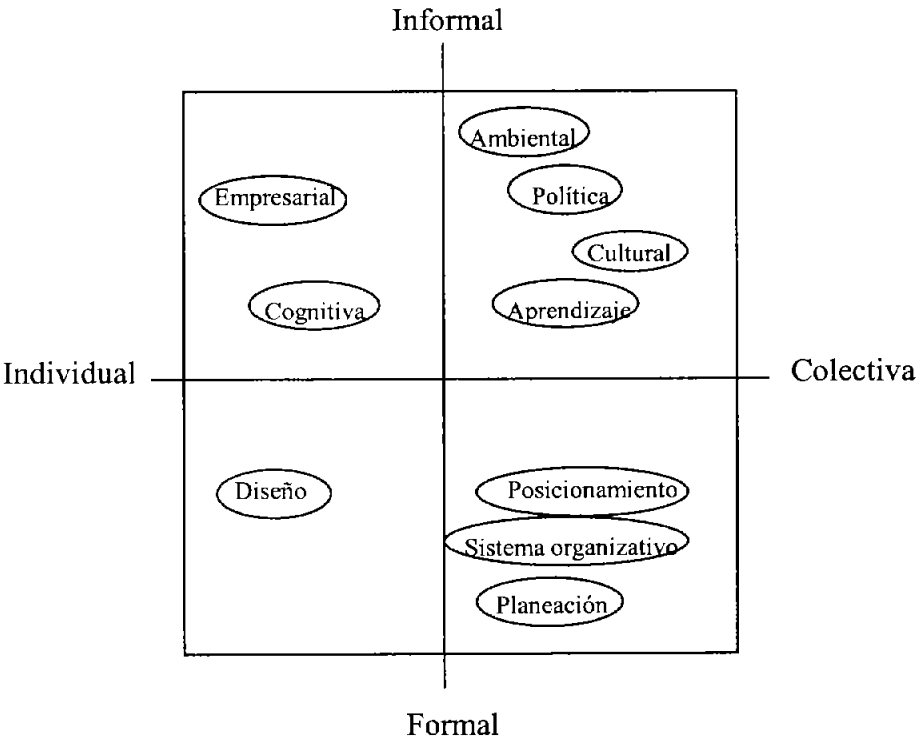 Informal
Ambiental
Empresarial
Política
Cultural
Cognitiva
Aprendizaje
Individual
Colectiva
Diseño
Posicionamiento
Sistema organizativo
Planeación
Formal